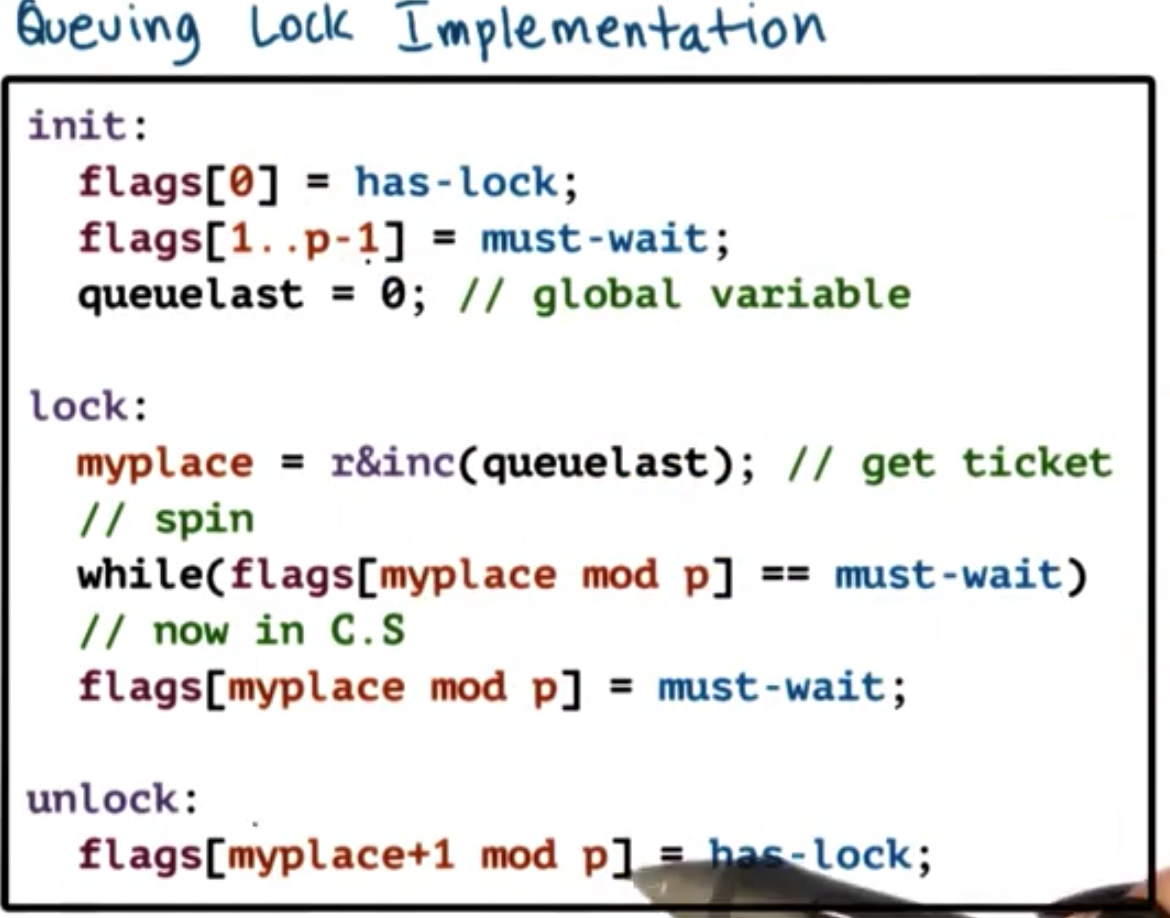 Queuing Lock Implementation
init:
flags[0] = has-lock;
flags[1..p-1] = must-wait;
queuelast = 0; // global variable
lock:
myplace = r&inc(queuelast); // get ticket
// spin
while(flags[myplace mod p] == must-wait)
// now in C.S
flags[myplace mod p] = must-wait;
unlock:
flags[myplace+1 mod p] = has-lock;